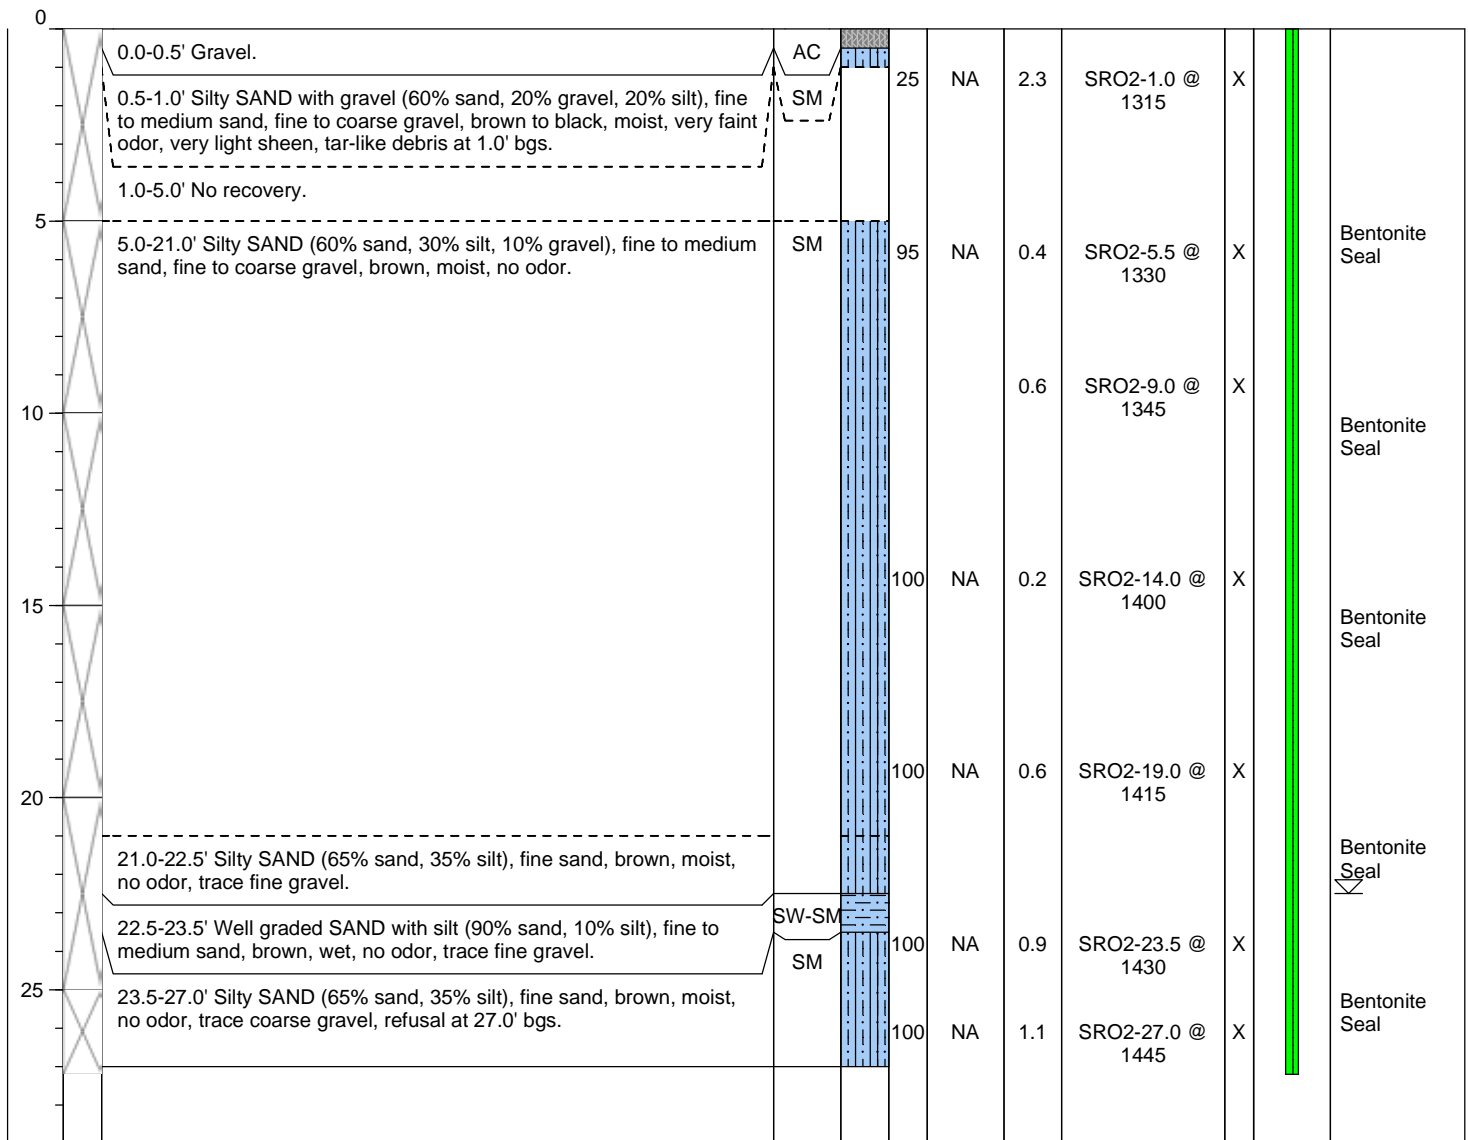 0
0.0-0.5' Gravel.
AC
25
NA
2.3
SRO2-1.0 @
1315
X
0.5-1.0' Silty SAND with gravel (60% sand, 20% gravel, 20% silt), fine
to medium sand, fine to coarse gravel, brown to black, moist, very faint
odor, very light sheen, tar-like debris at 1.0' bgs.
SM
1.0-5.0' No recovery.
5
5.0-21.0' Silty SAND (60% sand, 30% silt, 10% gravel), fine to medium
sand, fine to coarse gravel, brown, moist, no odor.
SM
95
NA
0.4
SRO2-5.5 @
1330
X
Bentonite
Seal
0.6
SRO2-9.0 @
1345
X
10
Bentonite
Seal
100
NA
0.2
SRO2-14.0 @
1400
X
15
Bentonite
Seal
100
NA
0.6
SRO2-19.0 @
1415
X
20
21.0-22.5' Silty SAND (65% sand, 35% silt), fine sand, brown, moist,
no odor, trace fine gravel.
Bentonite
Seal
22.5-23.5' Well graded SAND with silt (90% sand, 10% silt), fine to
medium sand, brown, wet, no odor, trace fine gravel.
SW-SM
SM
100
NA
0.9
SRO2-23.5 @
1430
X
25
23.5-27.0' Silty SAND (65% sand, 35% silt), fine sand, brown, moist,
no odor, trace coarse gravel, refusal at 27.0' bgs.
100
NA
1.1
SRO2-27.0 @
1445
X
Bentonite
Seal